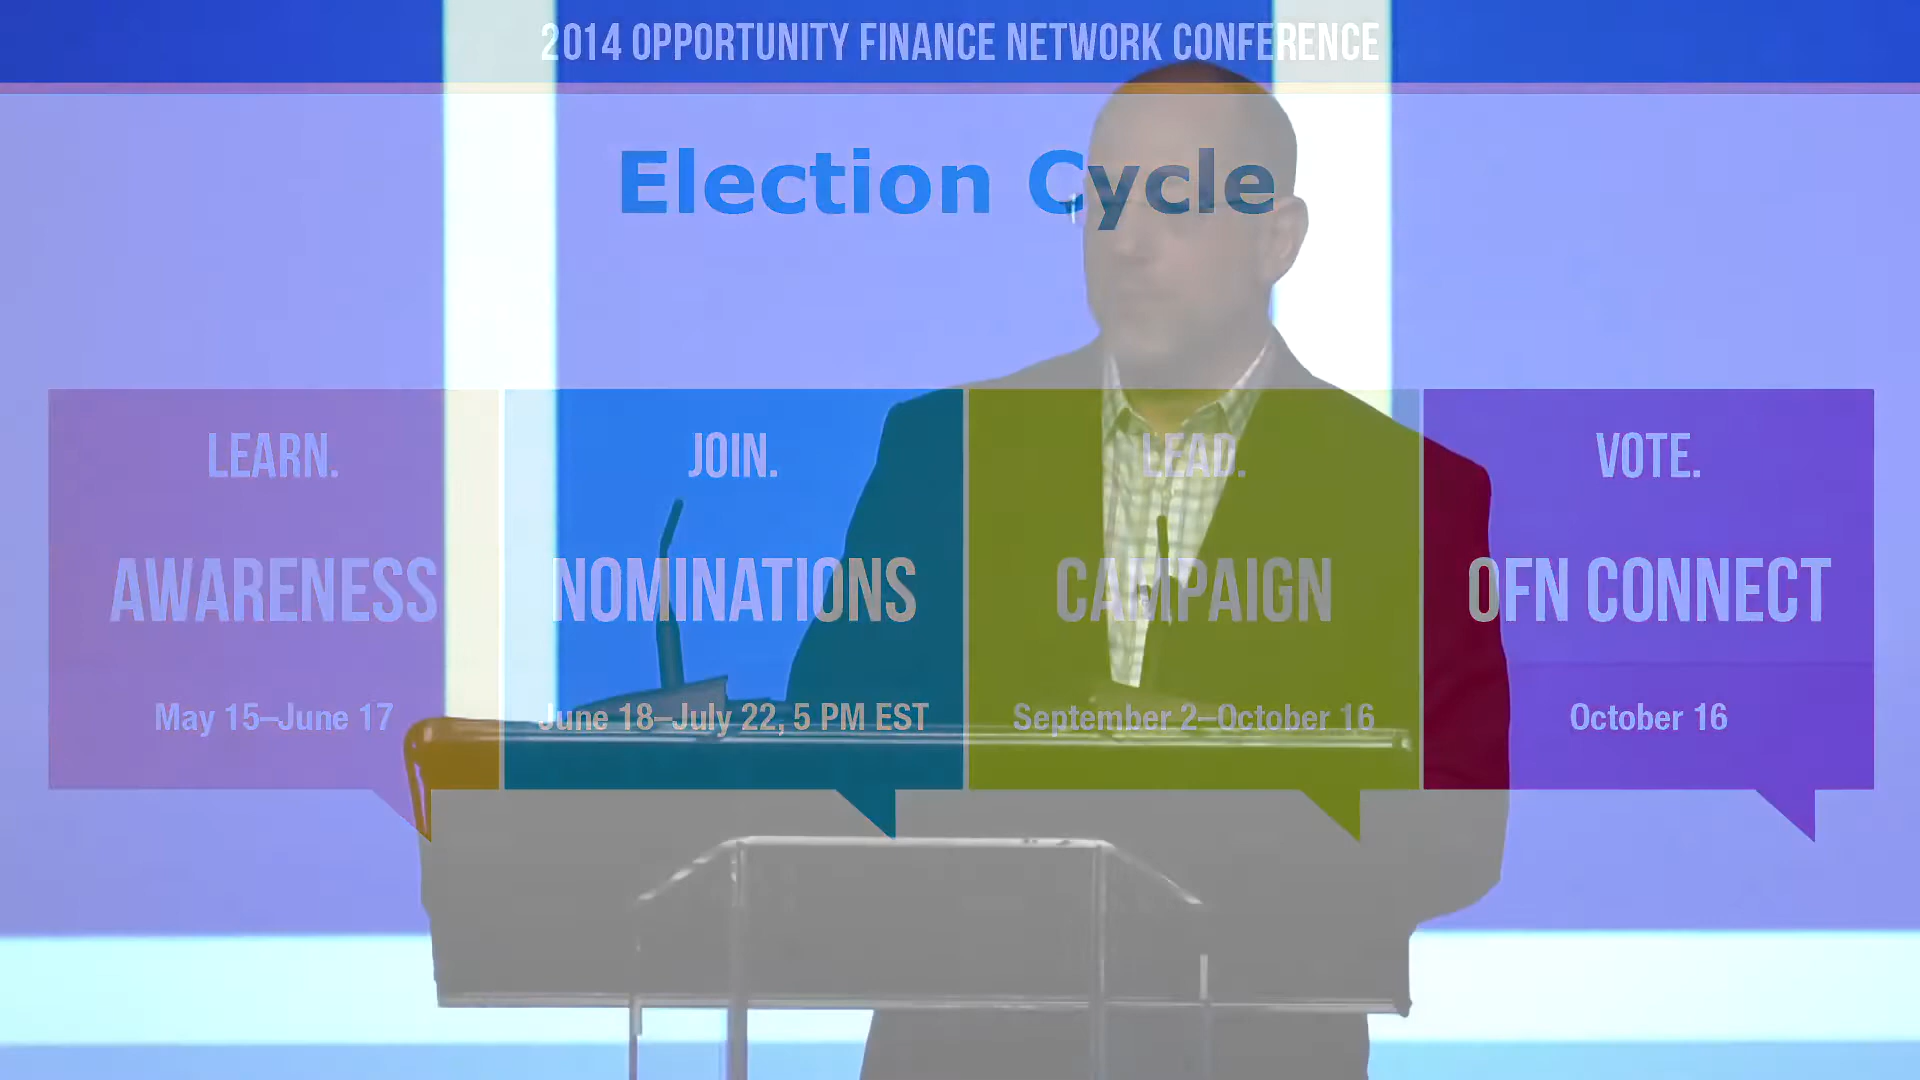 2014 OPPORTUNITY FINANCE NETWORK CONFERENCE
Election Cycle
LEARN.
AWARENESS
May 15–June 17
JOIN.
NOMINATIONS
June 18–July 22, 5 PM EST
LEAD.
CAMPAIGN
September 2–October 16
VOTE.
OFN CONNECT
October 16